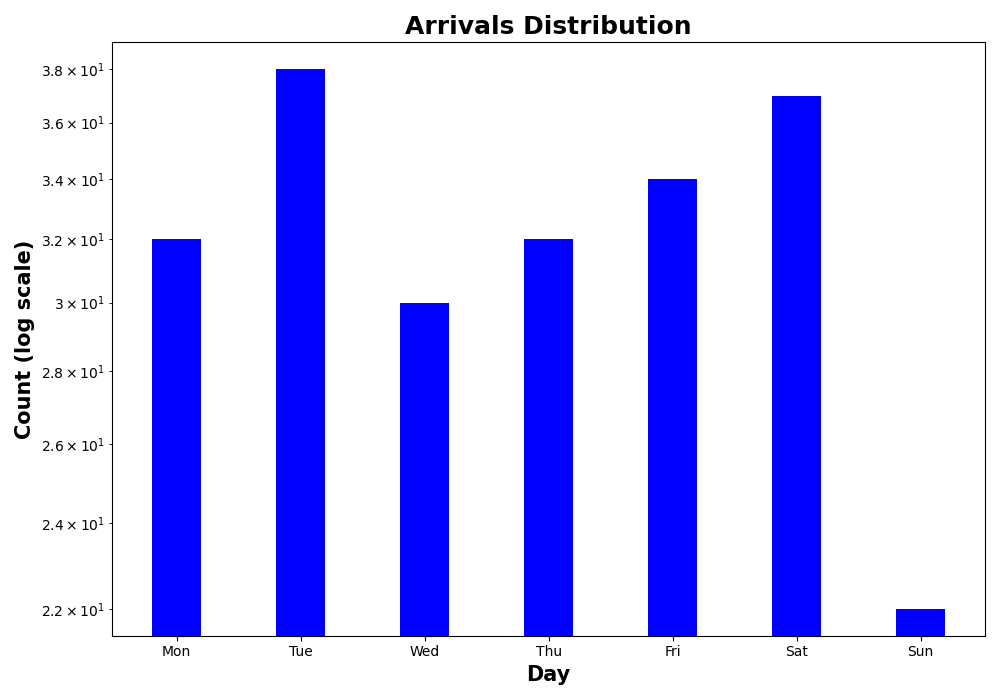 Arrivals Distribution
Count (log scale)
3.8 × 10¹
3.6 × 10¹
3.4 × 10¹
3.2 × 10¹
3 × 10¹
2.8 × 10¹
2.6 × 10¹
2.4 × 10¹
2.2 × 10¹
Mon Tue Wed Thu Fri Sat Sun
Day